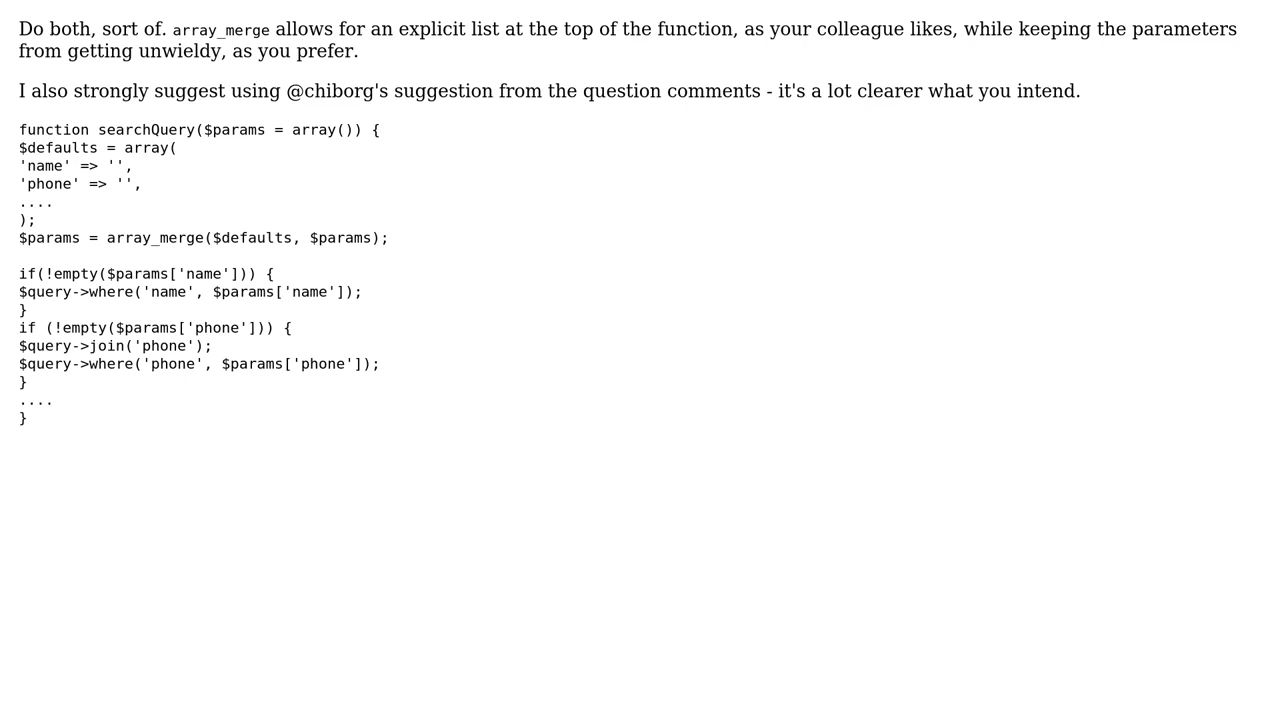 Do both, sort of. array_merge allows for an explicit list at the top of the function, as your colleague likes, while keeping the parameters
from getting unwieldy, as you prefer.
I also strongly suggest using @chiborg's suggestion from the question comments - it's a lot clearer what you intend.
function searchQuery($params = array()) {
$defaults = array(
'name' => '',
'phone' => '',
....
);
$params = array_merge($defaults, $params);
if(!empty($params['name'])) {
$query->where('name', $params['name']);
}
if (!empty($params['phone'])) {
$query->join('phone');
$query->where('phone', $params['phone']);
}
....
}